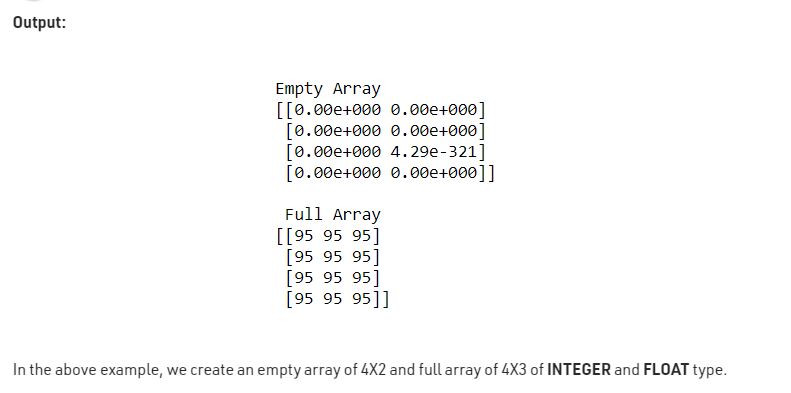 Output:
Empty Array
[[0.00e+000 0.00e+000]
[0.00e+000 0.00e+000]
[0.00e+000 4.29e-321]
[0.00e+000 0.00e+000]]
Full Array
[[95 95 95]
[95 95 95]
[95 95 95]
[95 95 95]]
In the above example, we create an empty array of 4X2 and full array of 4X3 of INTEGER and FLOAT type.